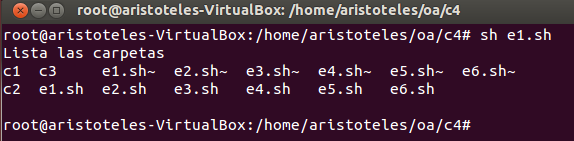 root@aristoteles-VirtualBox: /home/aristoteles/oa/c4
root@aristoteles-VirtualBox:/home/aristoteles/oa/c4# sh e1.sh
Lista las carpetas
c1  c3     e1.sh~  e2.sh~  e3.sh~  e4.sh~  e5.sh~  e6.sh~
c2  e1.sh  e2.sh   e3.sh   e4.sh   e5.sh   e6.sh
root@aristoteles-VirtualBox:/home/aristoteles/oa/c4#